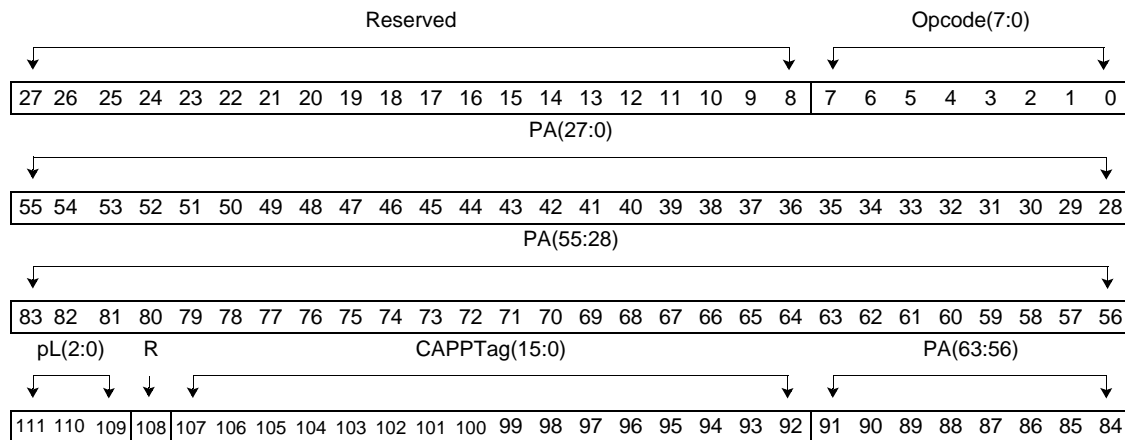 Reserved Opcode(7:0)
27 26 25 24 23 22 21 20 19 18 17 16 15 14 13 12 11 10 9 8 7 6 5 4 3 2 1 0
PA(27:0)
55 54 53 52 51 50 49 48 47 46 45 44 43 42 41 40 39 38 37 36 35 34 33 32 31 30 29 28
PA(55:28)
83 82 81 80 79 78 77 76 75 74 73 72 71 70 69 68 67 66 65 64 63 62 61 60 59 58 57 56
pL(2:0) R CAPPTag(15:0) PA(63:56)
111 110 109 108 107 106 105 104 103 102 101 100 99 98 97 96 95 94 93 92 91 90 89 88 87 86 85 84